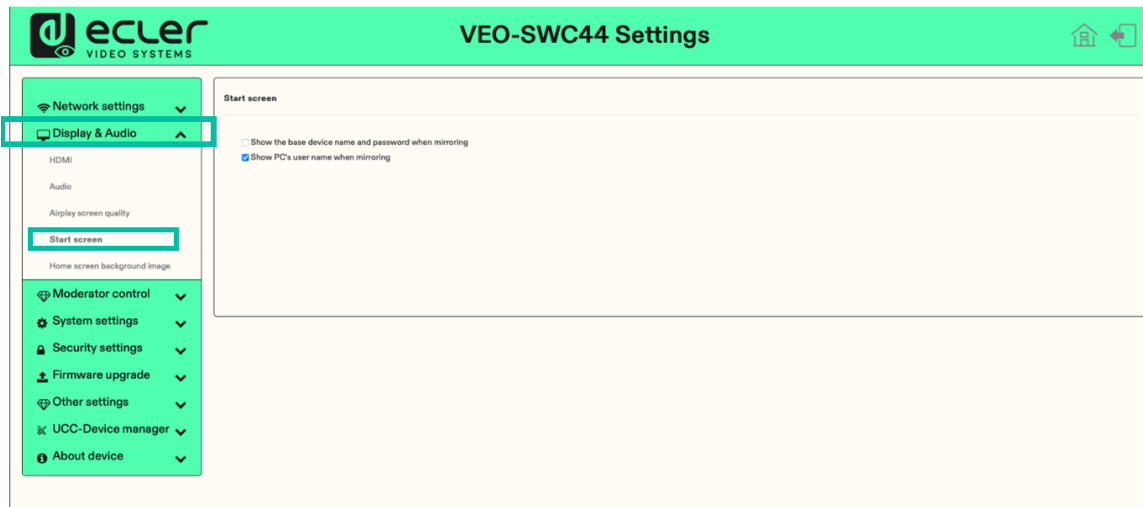 ecler
VIDEO SYSTEMS
VEO-SWC44 Settings
Network settings
Display & Audio
HDMI
Audio
Airplay screen quality
Start screen
Home screen background image
Moderator control
System settings
Security settings
Firmware upgrade
Other settings
UCC-Device manager
About device
Start screen
Show the base device name and password when mirroring
Show PC's user name when mirroring